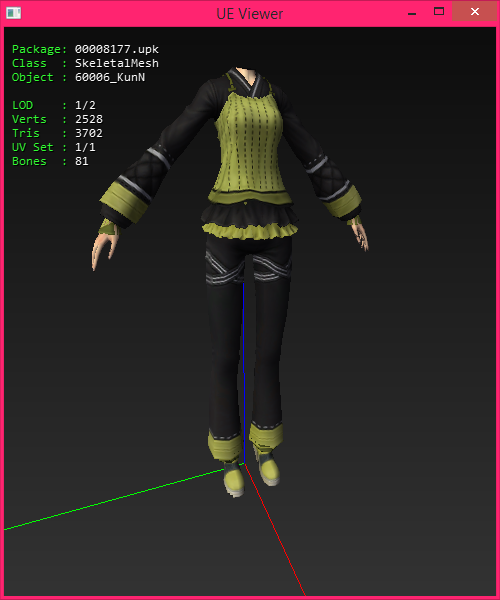 UE Viewer
Package: 00008177.upk
Class : SkeletalMesh
Object : 60006_KunN
LOD : 1/2
Verts : 2528
Tris : 3702
UV Set : 1/1
Bones : 81